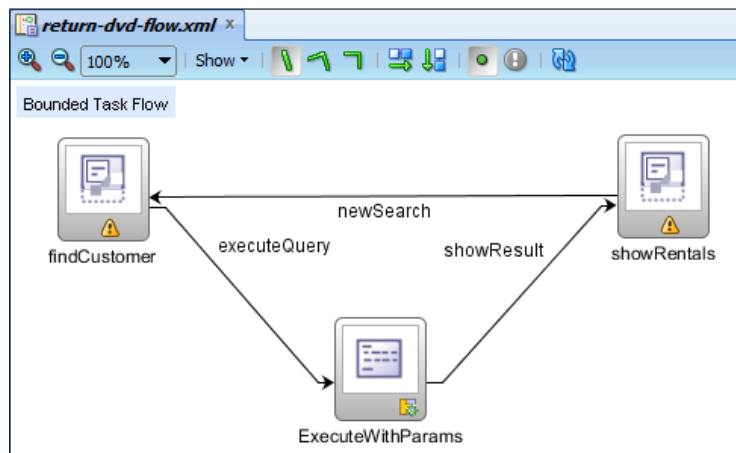 return-dvd-flow.xml x
100% Show
Bounded Task Flow
newSearch
executeQuery
showResult
findCustomer
showRentals
ExecuteWithParams